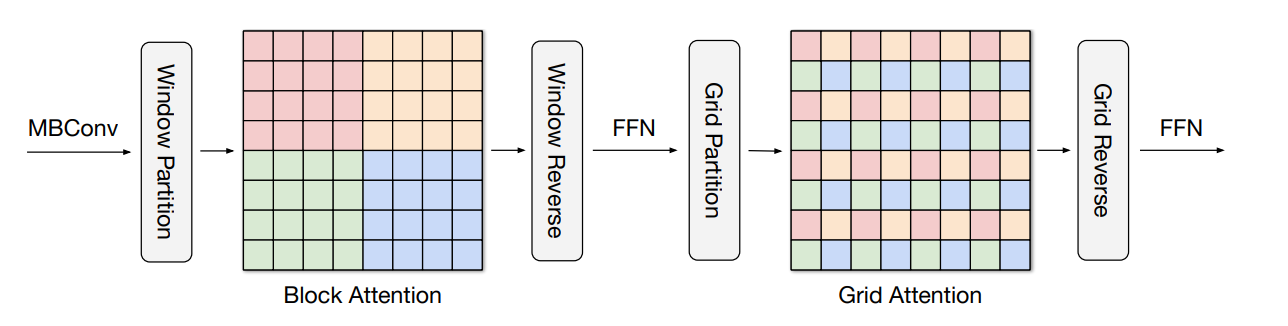 MBConv
Window Partition
Block Attention
Window Reverse
FFN
Grid Partition
Grid Attention
Grid Reverse
FFN